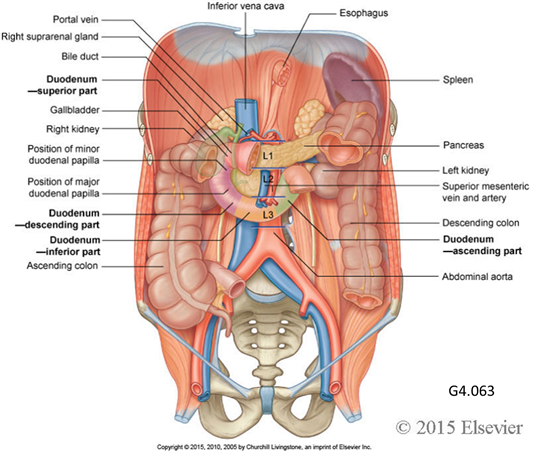 Inferior vena cava
Portal vein
Esophagus
Right suprarenal gland
Bile duct
Duodenum
—superior part
Spleen
Gallbladder
Right kidney
Pancreas
Position of minor
duodenal papilla
Left kidney
Position of major
duodenal papilla
Superior mesenteric
vein and artery
Duodenum
—descending part
Descending colon
Duodenum
—inferior part
Duodenum
—ascending part
Ascending colon
Abdominal aorta
L1
L2
L3
G4.063
© 2015 Elsevier
Copyright © 2015, 2010, 2005 by Churchill Livingstone, an imprint of Elsevier Inc.